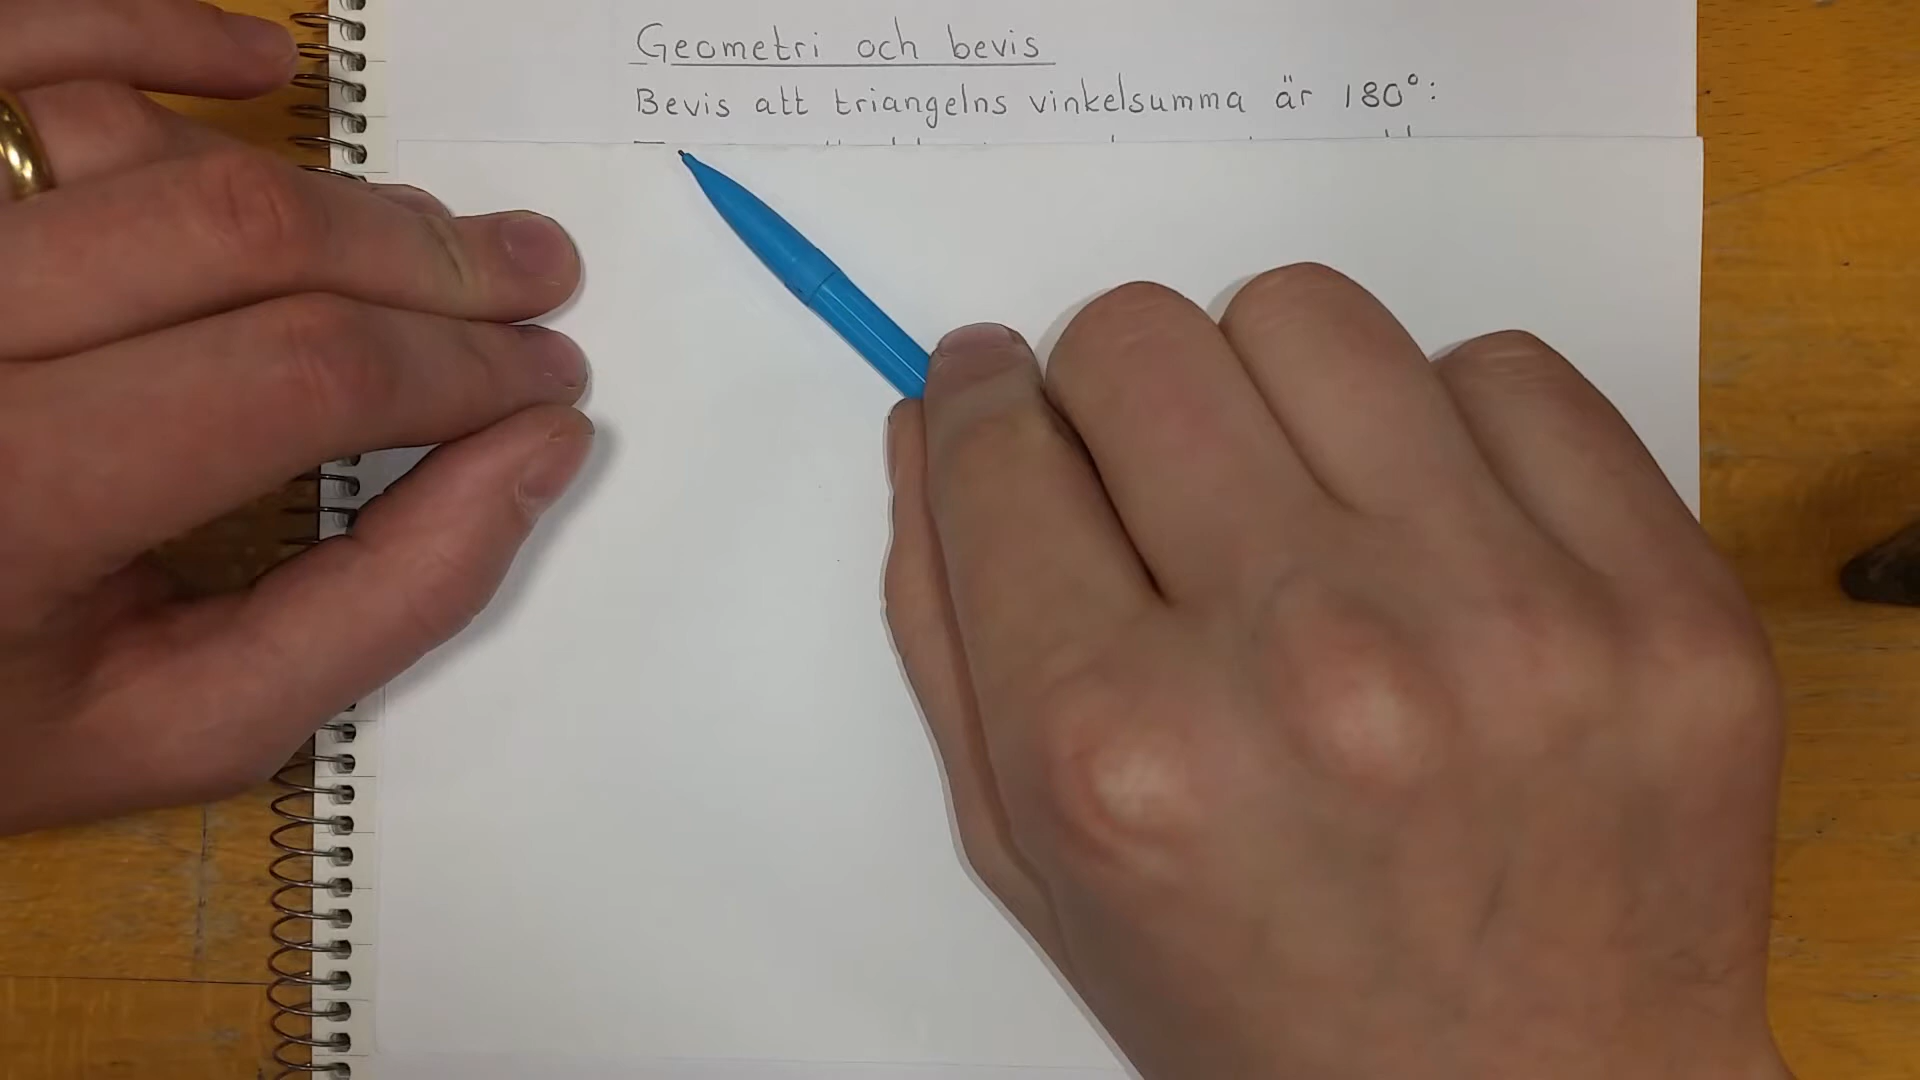 Geometri och bevis
Bevis att triangelns vinkelsumma är 180°: